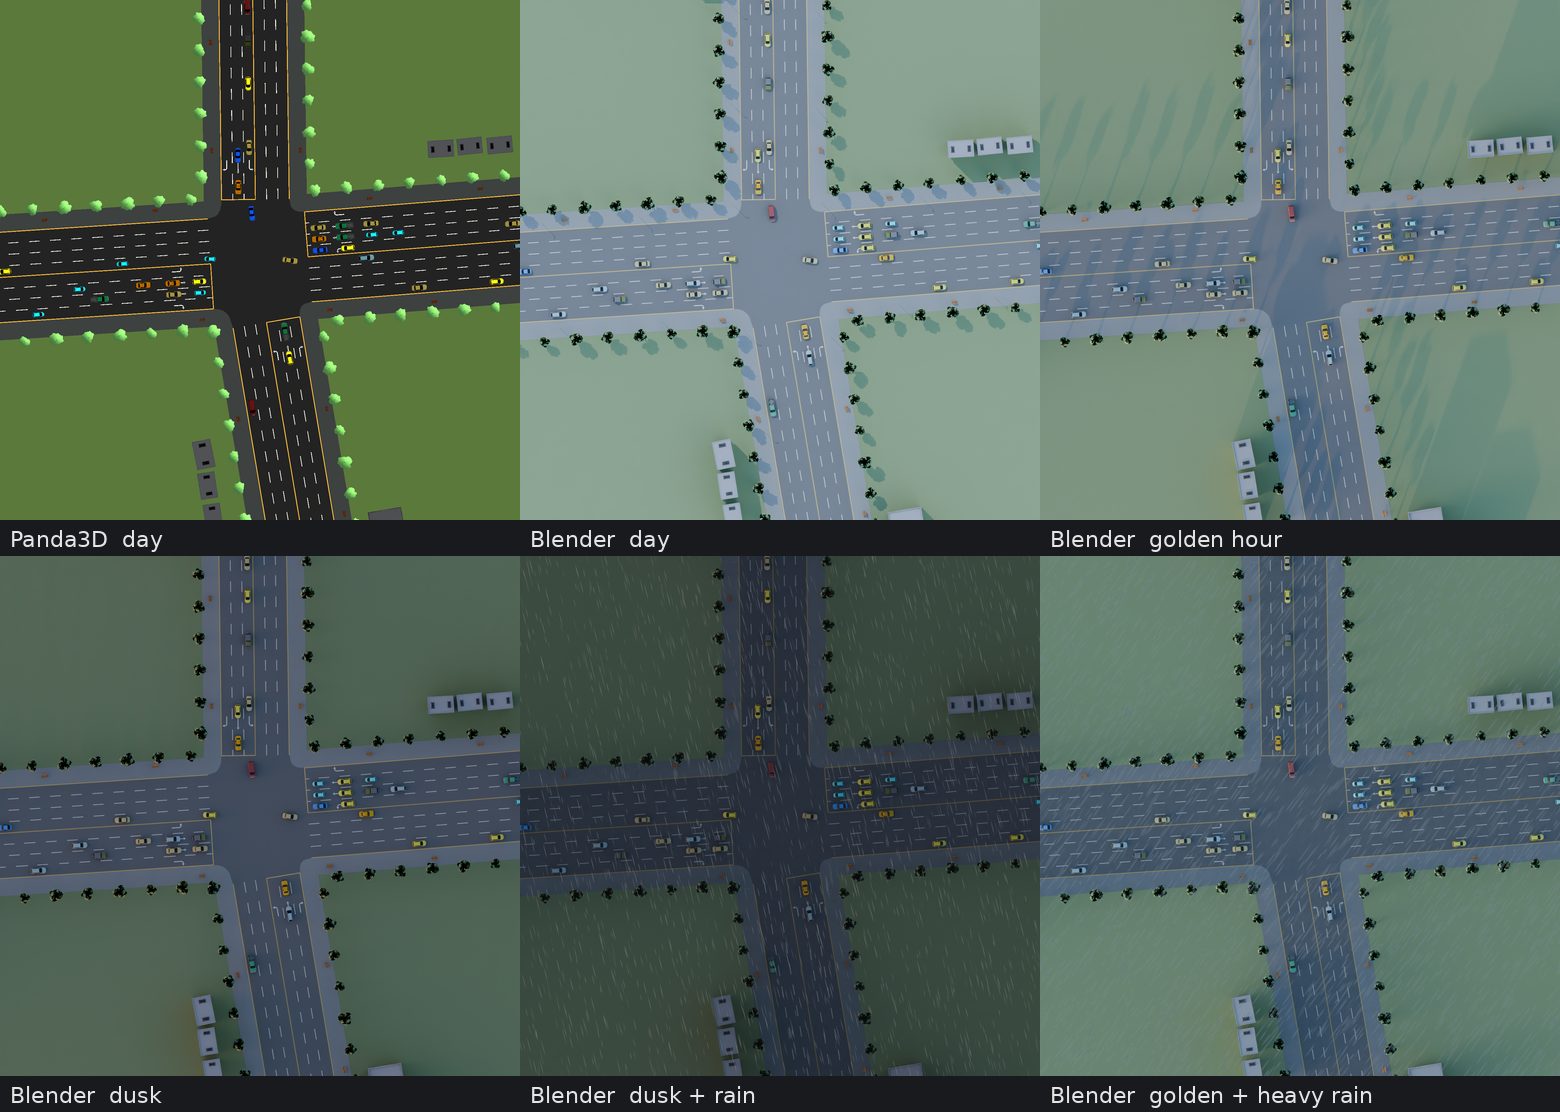 Panda3D  day
Blender  day
Blender  golden hour
Blender  dusk
Blender  dusk + rain
Blender  golden + heavy rain